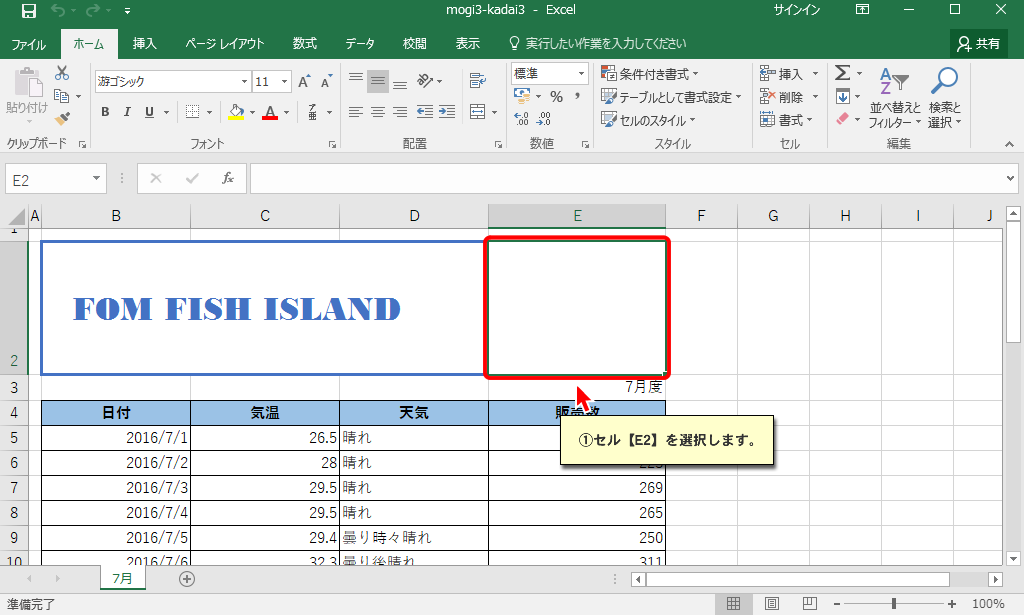 mogi3-kadai3 - Excel サインイン
ファイル ホーム 挿入 ページ レイアウト 数式 データ 校閲 表示 実行したい作業を入力してください 共有
貼り付け
クリップボード
游ゴシック 11
B I U
フォント
配置
標準
%
数値
条件付き書式
テーブルとして書式設定
セルのスタイル
スタイル
挿入
削除
書式
セル
並べ替えと
フィルター
検索と
選択
編集
E2 fx
A B C D E F G H I J
1
2 FOM FISH ISLAND
3 7月度
4 日付 気温 天気 販売数
5 2016/7/1 26.5 晴れ
①セル【E2】を選択します。
6 2016/7/2 28 晴れ
7 2016/7/3 29.5 晴れ 269
8 2016/7/4 29.5 晴れ 265
9 2016/7/5 29.4 曇り時々晴れ 250
10 2016/7/6 32.3 曇り後晴れ 311
7月
準備完了 100%